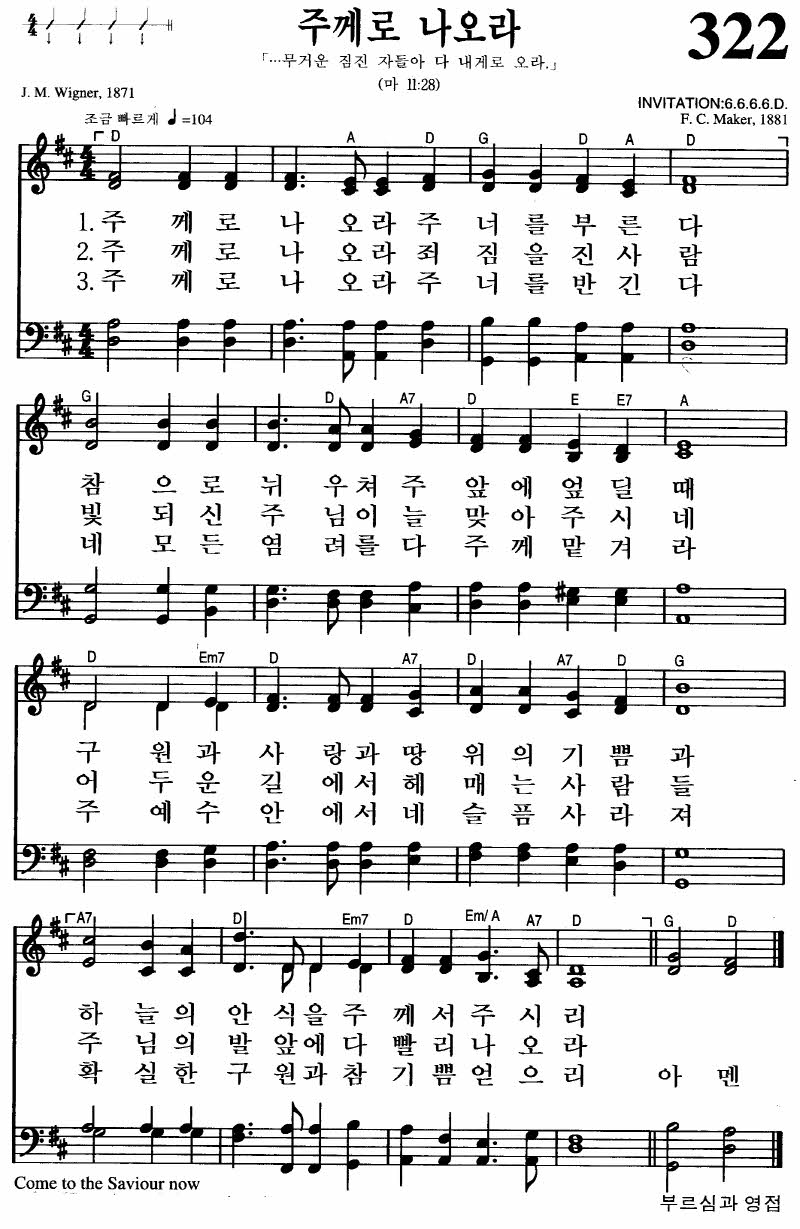 주께로 나오라
322
「…무거운 짐진 자들아 다 내게로 오라.」
(마 11:28)
J. M. Wigner, 1871
INVITATION:6.6.6.6.D.
조금 빠르게 ♩=104
F. C. Maker, 1881
D A D G D A D
1. 주 께 로 나 오 라 주 너 를 부 른 다
2. 주 께 로 나 오 라 죄 짐 을 진 사 람
3. 주 께 로 나 오 라 주 너 를 반 긴 다
G D A7 D E E7 A
참 으 로 뉘 우 쳐 주 앞 에 엎 딜 때
빛 되 신 주 님 이 늘 맞 아 주 시 네
네 모 든 염 려 를 다 주 께 맡 겨 라
D Em7 D A7 D A7 D G
구 원 과 사 랑 과 땅 위 의 기 쁨 과
어 두 운 길 에 서 헤 매 는 사 람 들
주 예 수 안 에 서 네 슬 픔 사 라 져
A7 D Em7 D Em/A A7 D G D
하 늘 의 안 식 을 주 께 서 주 시 리
주 님 의 발 앞 에 다 빨 리 나 오 라
확 실 한 구 원 과 참 기 쁨 얻 으 리 아 멘
Come to the Saviour now
부르심과 영접